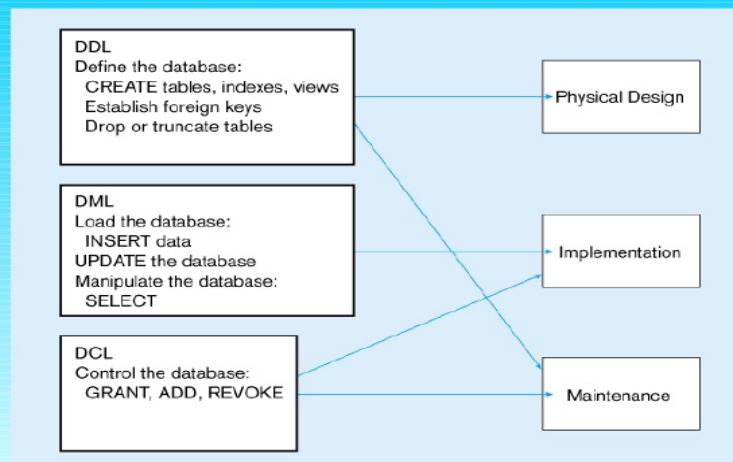 DDL
Define the database:
CREATE tables, indexes, views
Establish foreign keys
Drop or truncate tables
Physical Design
DML
Load the database:
INSERT data
UPDATE the database
Manipulate the database:
SELECT
Implementation
DCL
Control the database:
GRANT, ADD, REVOKE
Maintenance